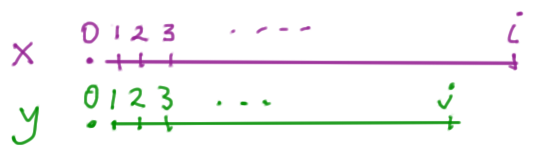 x 0 1 2 3 ..--- i
y 0 1 2 3 ... j